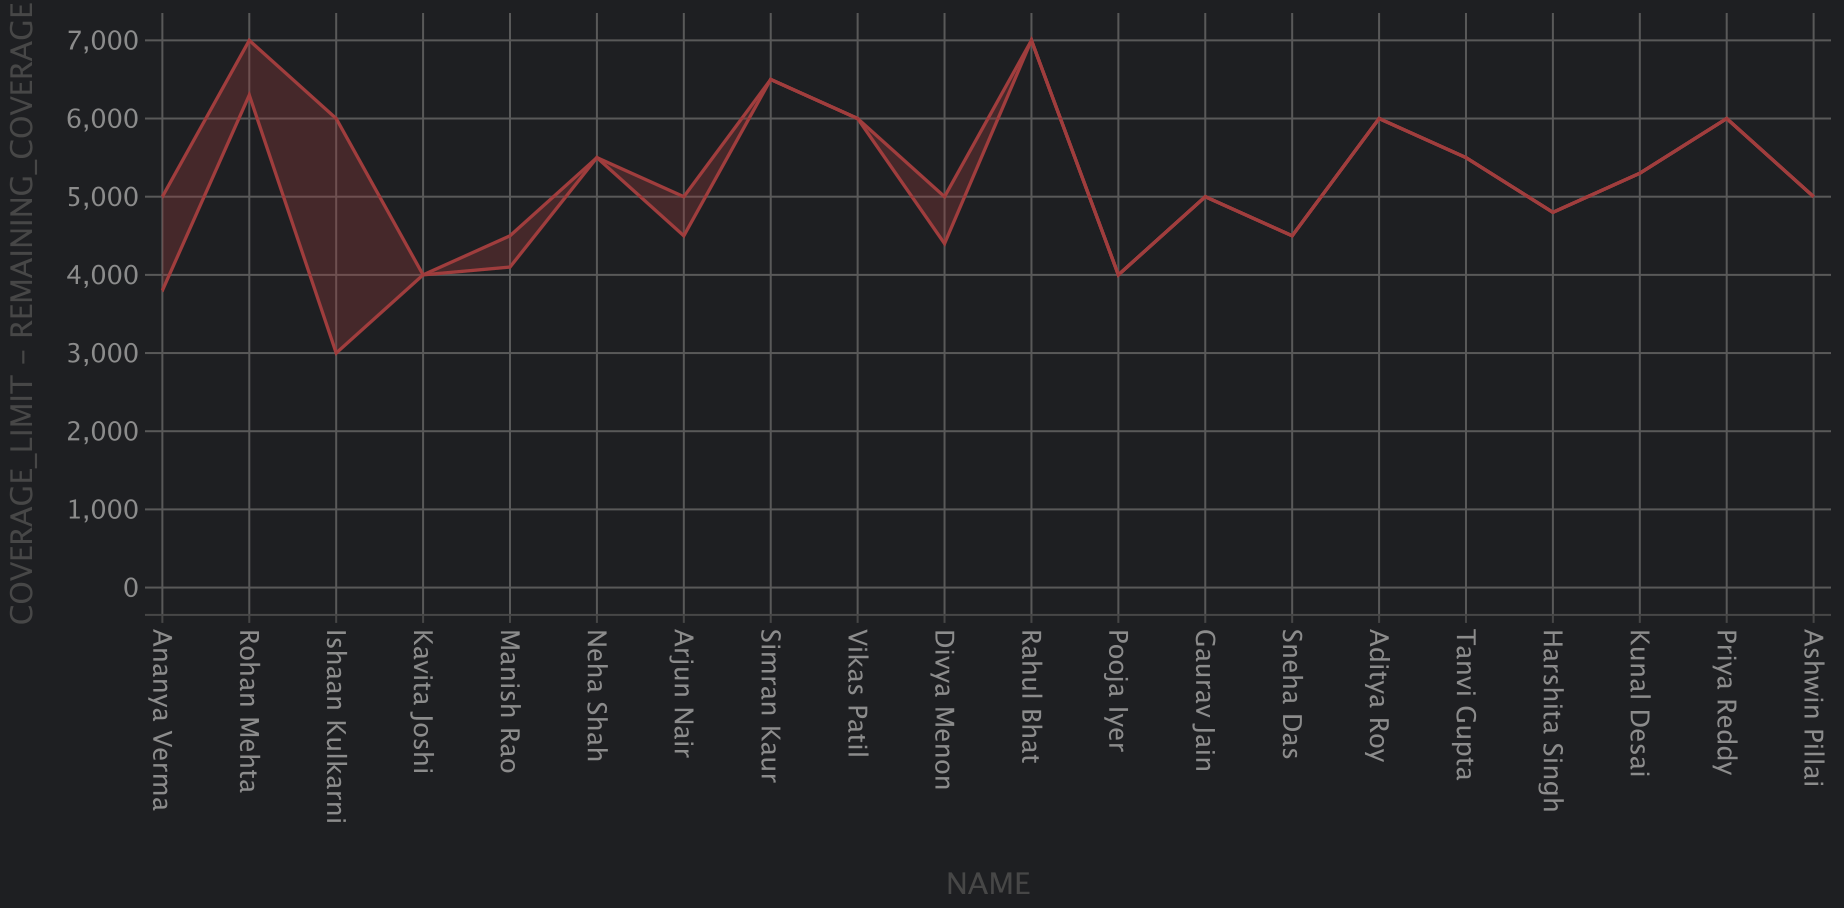 COVERAGE_LIMIT – REMAINING_COVERAGE
7,000
6,000
5,000
4,000
3,000
2,000
1,000
0
Ananya Verma
Rohan Mehta
Ishaan Kulkarni
Kavita Joshi
Manish Rao
Neha Shah
Arjun Nair
Simran Kaur
Vikas Patil
Divya Menon
Rahul Bhat
Pooja Iyer
Gaurav Jain
Sneha Das
Aditya Roy
Tanvi Gupta
Harshita Singh
Kunal Desai
Priya Reddy
Ashwin Pillai
NAME